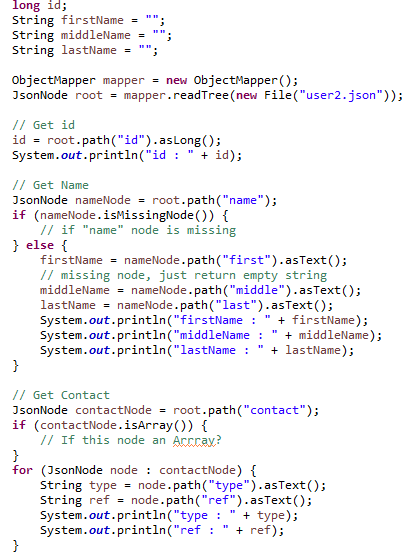 long id;
String firstName = "";
String middleName = "";
String lastName = "";

ObjectMapper mapper = new ObjectMapper();
JsonNode root = mapper.readTree(new File("user2.json"));

// Get id
id = root.path("id").asLong();
System.out.println("id : " + id);

// Get Name
JsonNode nameNode = root.path("name");
if (nameNode.isMissingNode()) {
    // if "name" node is missing
} else {
    firstName = nameNode.path("first").asText();
    // missing node, just return empty string
    middleName = nameNode.path("middle").asText();
    lastName = nameNode.path("last").asText();
    System.out.println("firstName : " + firstName);
    System.out.println("middleName : " + middleName);
    System.out.println("lastName : " + lastName);
}

// Get Contact
JsonNode contactNode = root.path("contact");
if (contactNode.isArray()) {
    // If this node an Arrray?
}
for (JsonNode node : contactNode) {
    String type = node.path("type").asText();
    String ref = node.path("ref").asText();
    System.out.println("type : " + type);
    System.out.println("ref : " + ref);
}